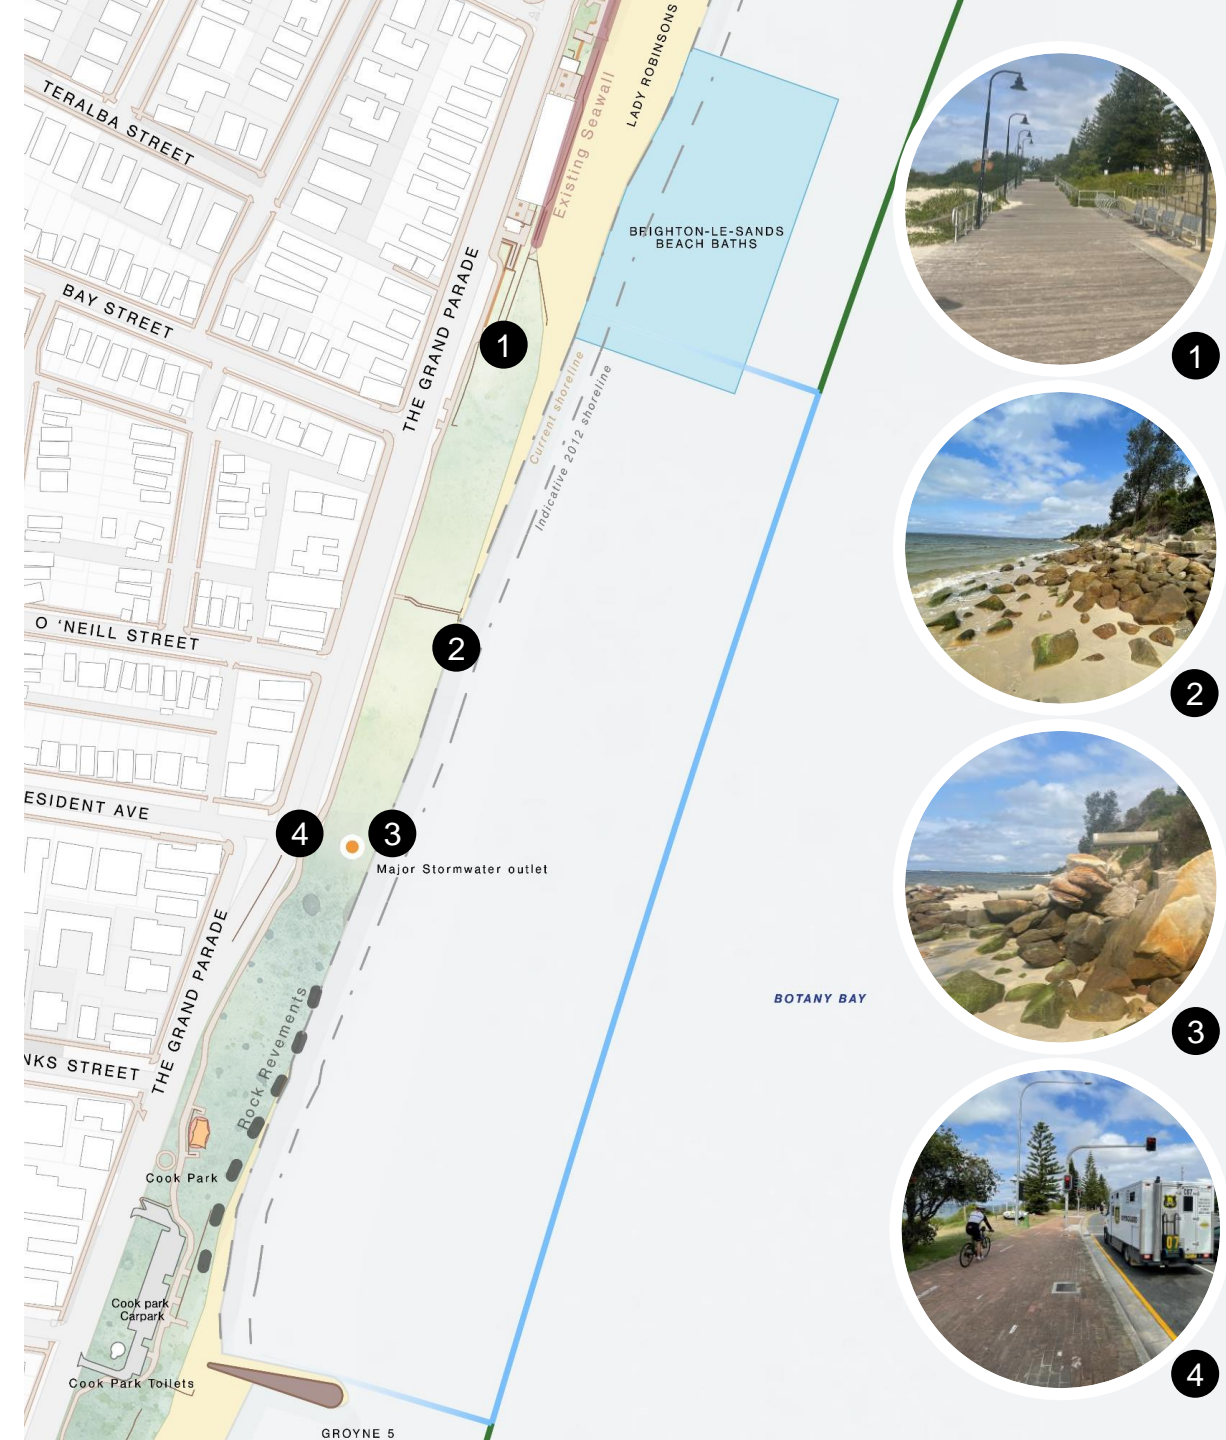 TERALBA STREET
LADY ROBINSONS
Existing Seawall
BRIGHTON-LE-SANDS
BEACH BATHS
BAY STREET
THE GRAND PARADE
1
1
Current shoreline
Indicative 2012 shoreline
O 'NEILL STREET
2
2
ESIDENT AVE
4
3
Major Stormwater outlet
THE GRAND PARADE
BOTANY BAY
Rock Revements
3
NKS STREET
Cook Park
07
Cook park
Carpark
Cook Park Toilets
4
GROYNE 5